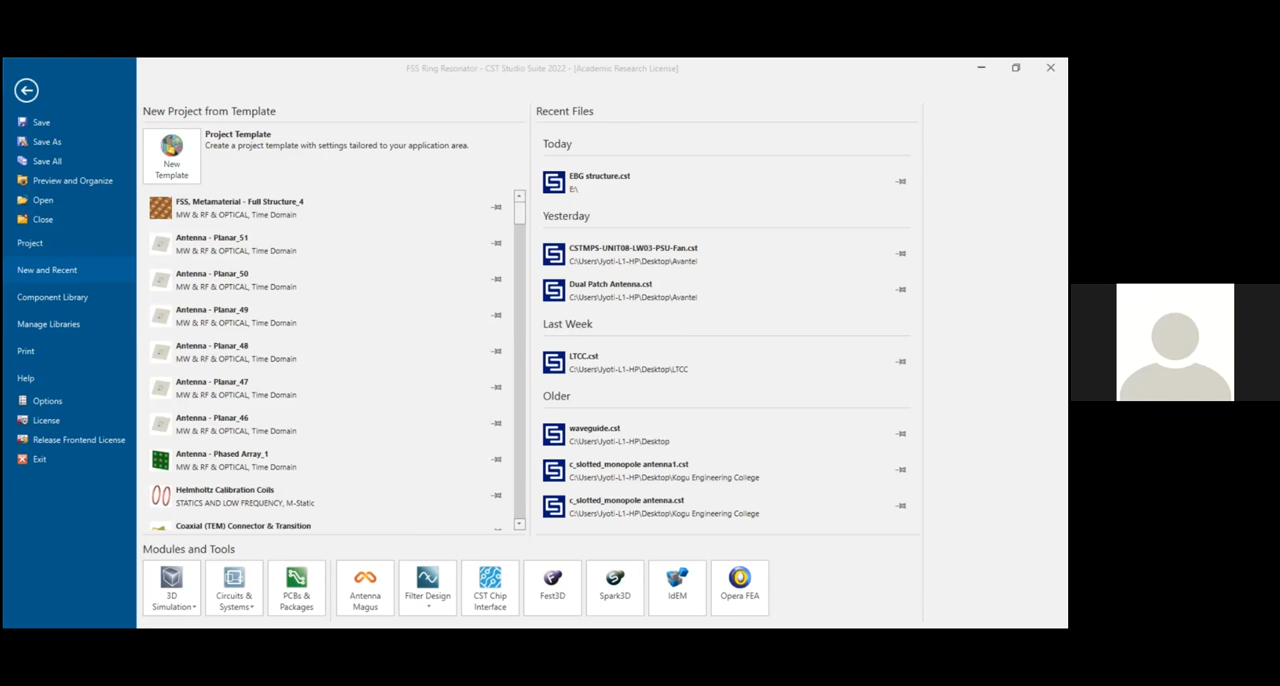 FSS Ring Resonator - CST Studio Suite 2022 - [Academic Research License]
Save
Save As
Save All
Preview and Organize
Open
Close
Project
New and Recent
Component Library
Manage Libraries
Print
Help
Options
License
Release Frontend License
Exit
New Project from Template
New
Template
Project Template
Create a project template with settings tailored to your application area.
FSS, Metamaterial - Full Structure_4
MW & RF & OPTICAL, Time Domain
Antenna - Planar_51
MW & RF & OPTICAL, Time Domain
Antenna - Planar_50
MW & RF & OPTICAL, Time Domain
Antenna - Planar_49
MW & RF & OPTICAL, Time Domain
Antenna - Planar_48
MW & RF & OPTICAL, Time Domain
Antenna - Planar_47
MW & RF & OPTICAL, Time Domain
Antenna - Planar_46
MW & RF & OPTICAL, Time Domain
Antenna - Phased Array_1
MW & RF & OPTICAL, Time Domain
Helmholtz Calibration Coils
STATICS AND LOW FREQUENCY, M-Static
Coaxial (TEM) Connector & Transition
Recent Files
Today
EBG structure.cst
E:\
Yesterday
CSTMPS-UNIT08-LW03-PSU-Fan.cst
C:\Users\Jyoti-L1-HP\Desktop\Avantel
Dual Patch Antenna.cst
C:\Users\Jyoti-L1-HP\Desktop\Avantel
Last Week
LTCC.cst
C:\Users\Jyoti-L1-HP\Desktop\LTCC
Older
waveguide.cst
C:\Users\Jyoti-L1-HP\Desktop
c_slotted_monopole antenna1.cst
C:\Users\Jyoti-L1-HP\Desktop\Kogu Engineering College
c_slotted_monopole antenna.cst
C:\Users\Jyoti-L1-HP\Desktop\Kogu Engineering College
Modules and Tools
3D
Simulation
Circuits &
Systems
PCBs &
Packages
Antenna
Magus
Filter Design
CST Chip
Interface
Fest3D
Spark3D
IdEM
Opera FEA